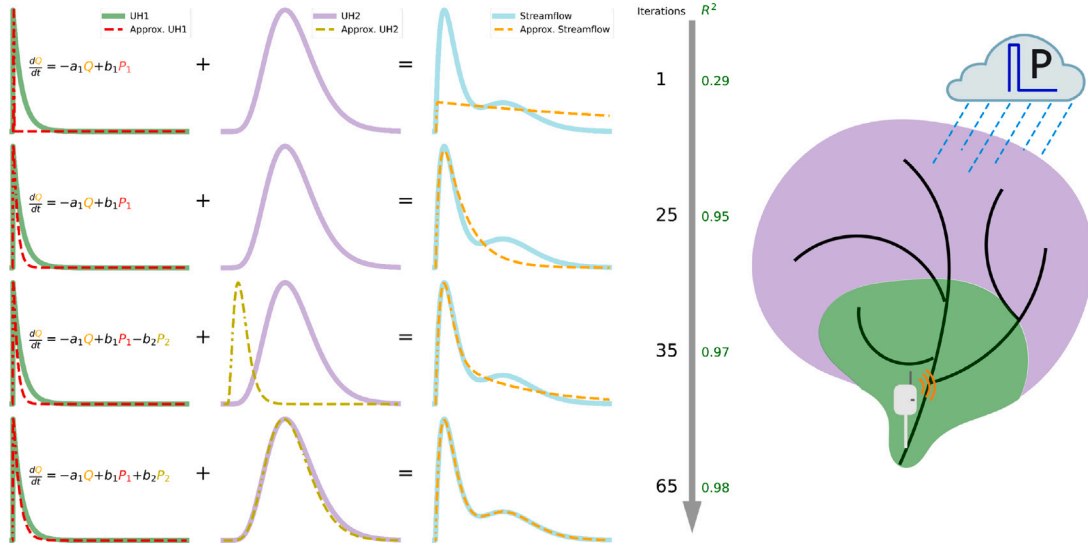 UH1
Approx. UH1
UH2
Approx. UH2
Streamflow
Approx. Streamflow
Iterations
R²
dQ/dt = −a₁Q+b₁P₁
+
=
1
0.29
P
dQ/dt = −a₁Q+b₁P₁
+
=
25
0.95
dQ/dt = −a₁Q+b₁P₁−b₂P₂
+
=
35
0.97
dQ/dt = −a₁Q+b₁P₁+b₂P₂
+
=
65
0.98